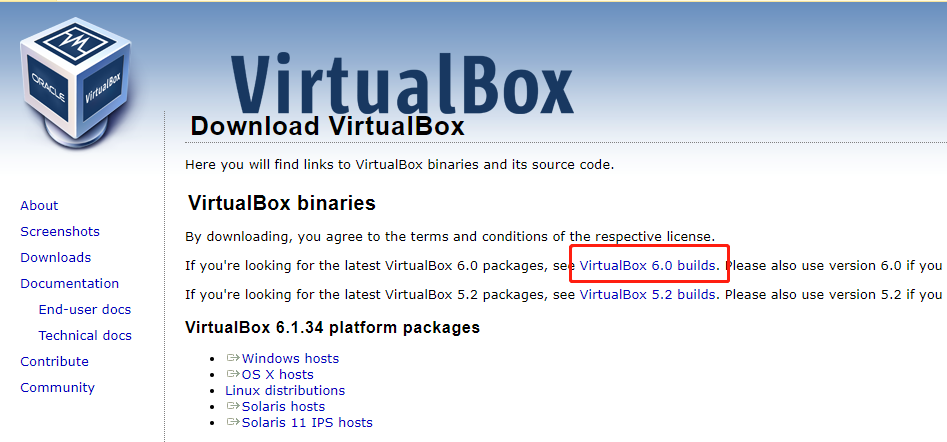 ORACLE
VirtualBox
VirtualBox
Download VirtualBox
Here you will find links to VirtualBox binaries and its source code.
About
Screenshots
Downloads
Documentation
End-user docs
Technical docs
Contribute
Community
VirtualBox binaries
By downloading, you agree to the terms and conditions of the respective license.
If you're looking for the latest VirtualBox 6.0 packages, see VirtualBox 6.0 builds. Please also use version 6.0 if you
If you're looking for the latest VirtualBox 5.2 packages, see VirtualBox 5.2 builds. Please also use version 5.2 if you
VirtualBox 6.1.34 platform packages
Windows hosts
OS X hosts
Linux distributions
Solaris hosts
Solaris 11 IPS hosts